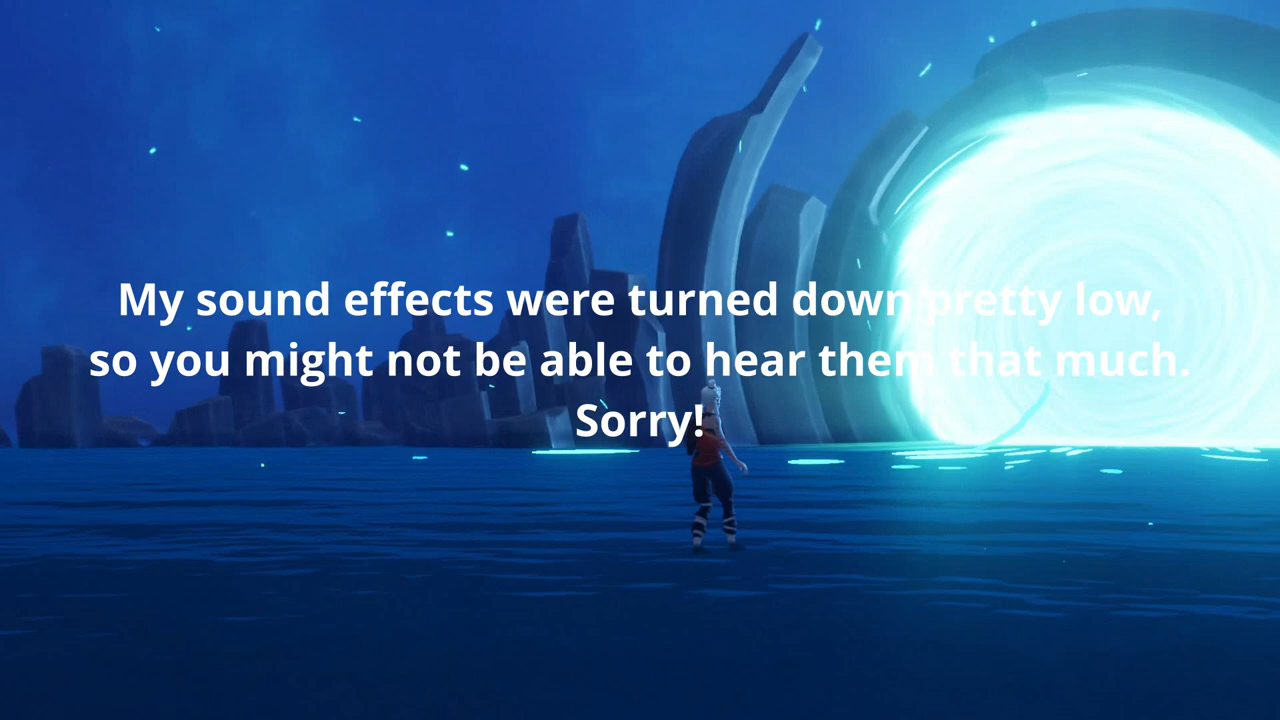 My sound effects were turned down pretty low,
so you might not be able to hear them that much.
Sorry!